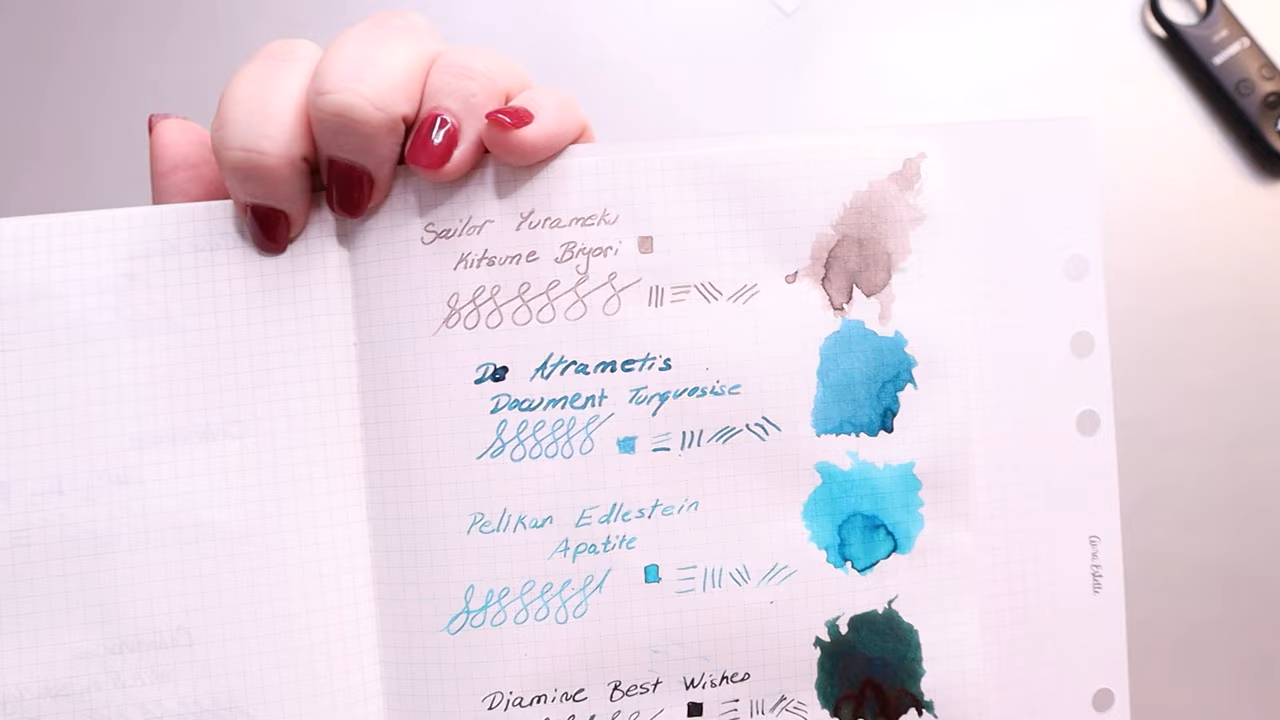 Sailor Yurameku
Kitsune Biyori
De Atrametis
Document Turquosise
Pelikan Edlestein
Apatite
Diamine Best Wishes